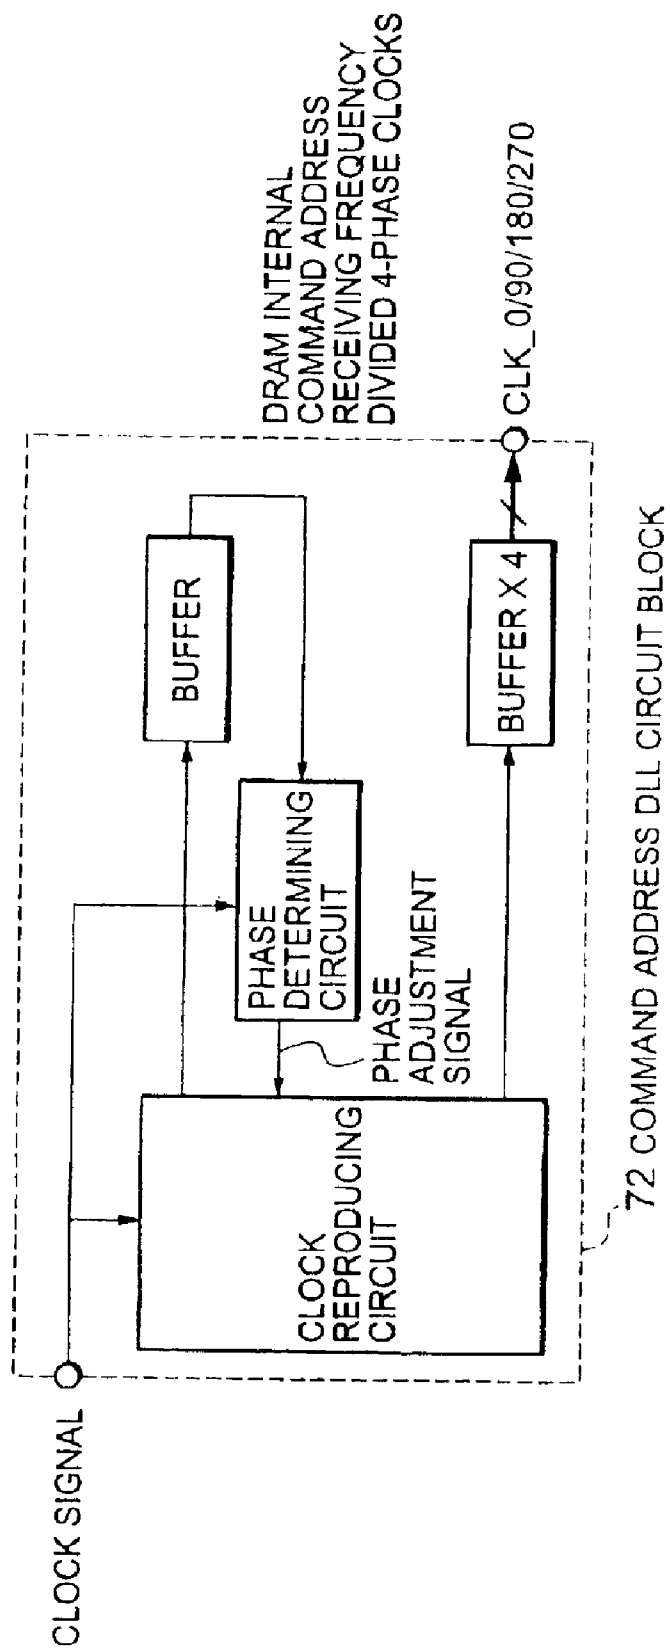 CLOCK SIGNAL
CLOCK
REPRODUCING
CIRCUIT
PHASE
ADJUSTMENT
SIGNAL
PHASE
DETERMINING
CIRCUIT
BUFFER
BUFFER X 4
DRAM INTERNAL
COMMAND ADDRESS
RECEIVING FREQUENCY
DIVIDED 4-PHASE CLOCKS
CLK_0/90/180/270
72 COMMAND ADDRESS DLL CIRCUIT BLOCK